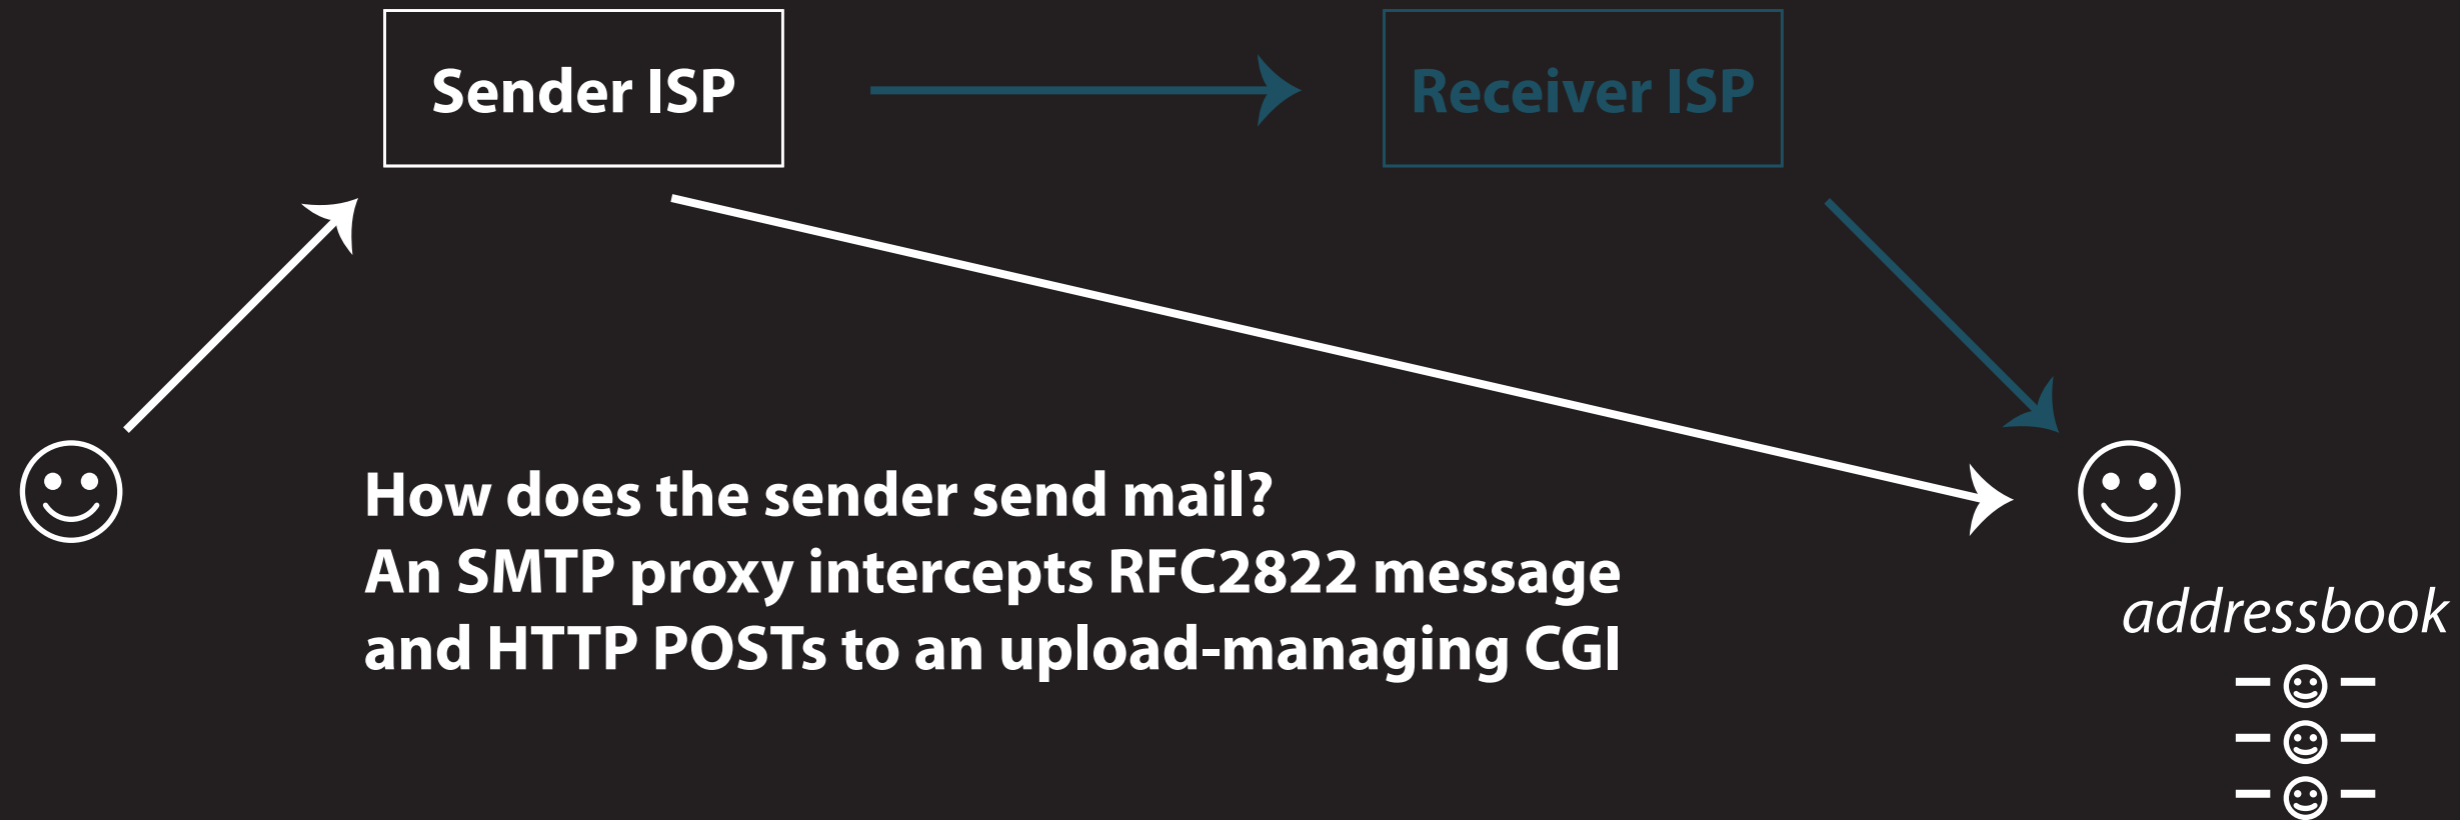 Sender ISP
Receiver ISP
How does the sender send mail?
An SMTP proxy intercepts RFC2822 message
and HTTP POSTs to an upload-managing CGI
addressbook